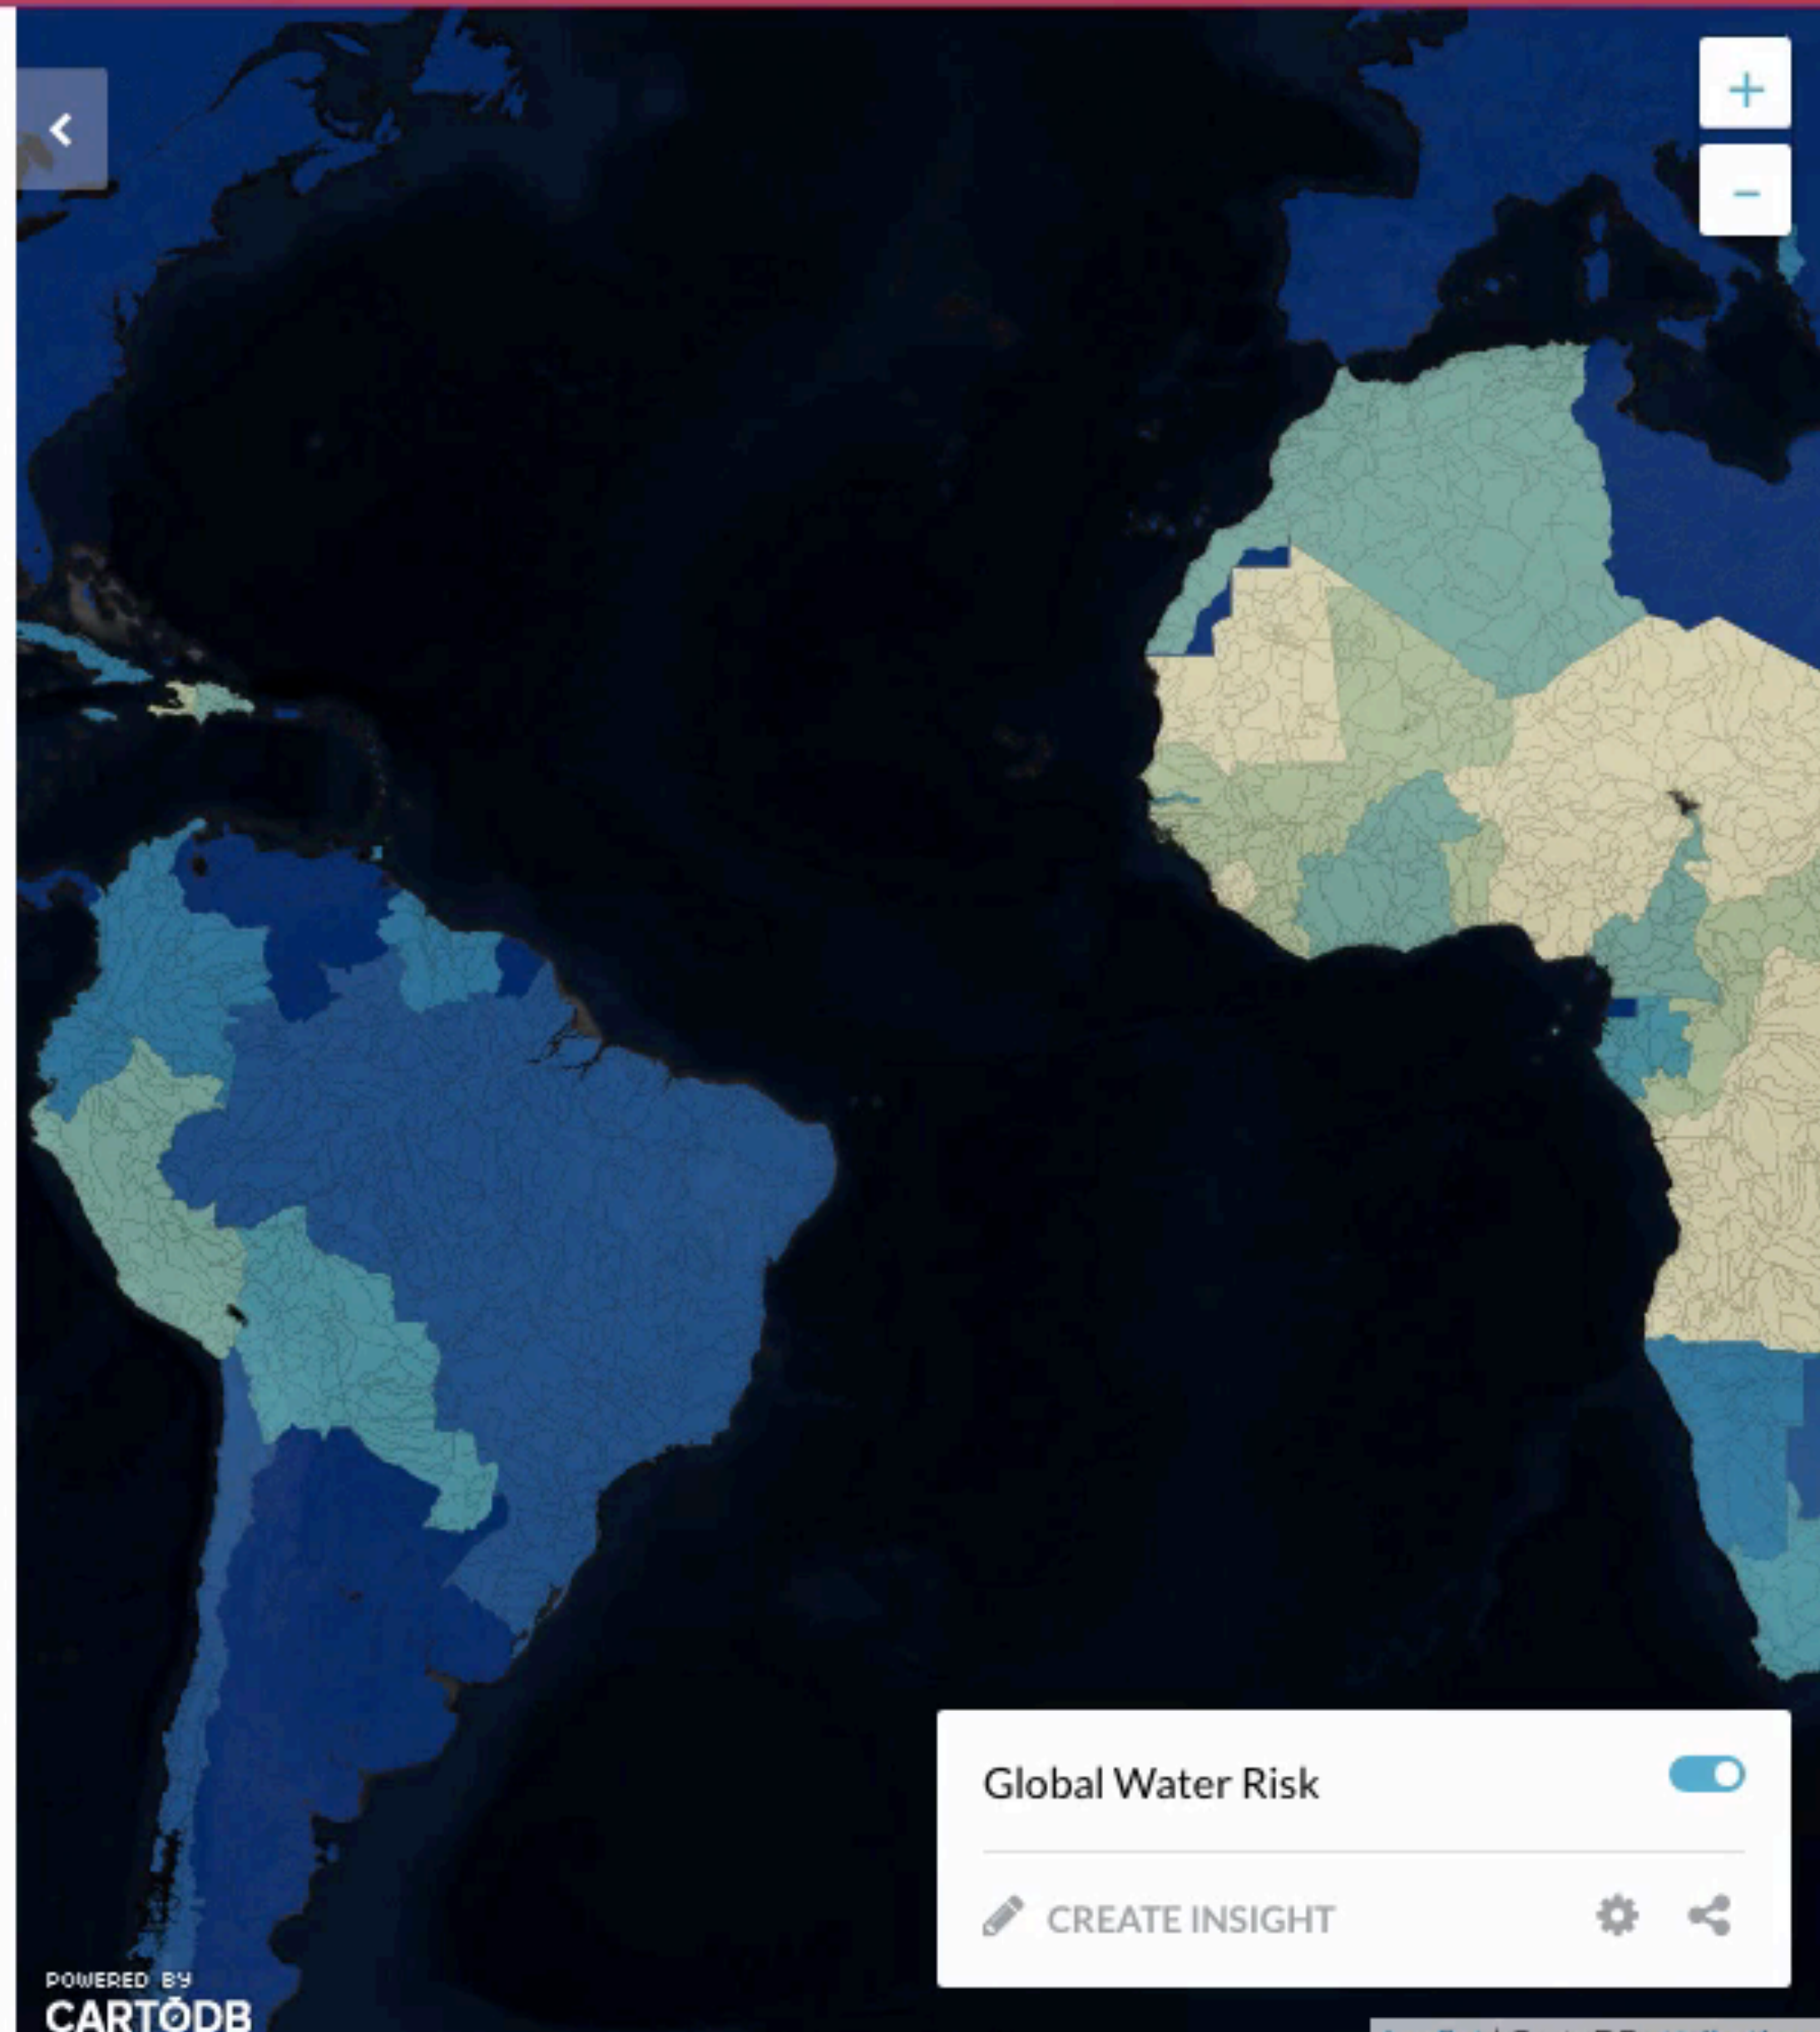 +
−
Global Water Risk
CREATE INSIGHT
POWERED BY
CARTODB